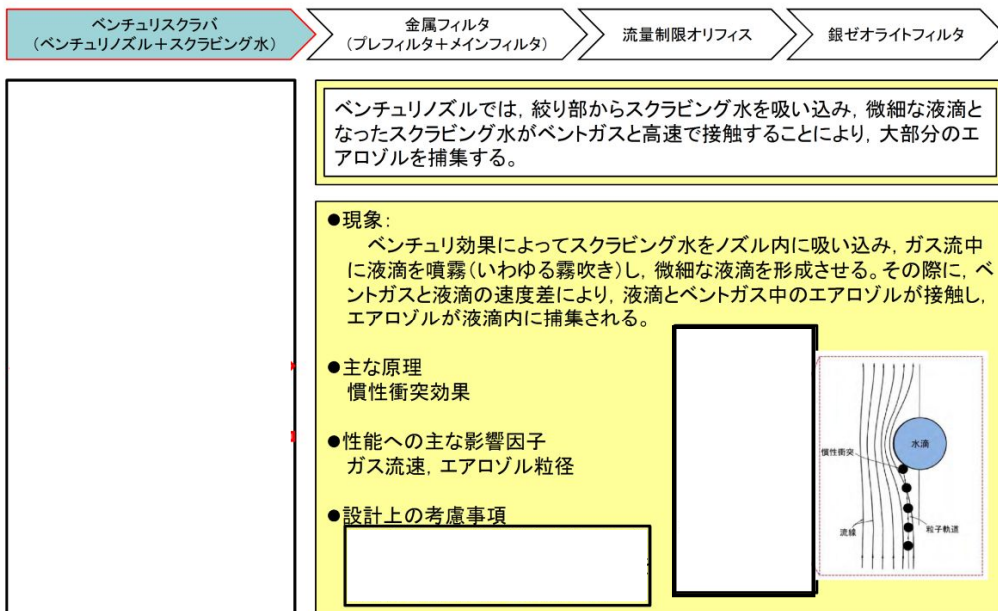 ベンチュリスクラバ
(ベンチュリノズル+スクラビング水)
金属フィルタ
(プレフィルタ+メインフィルタ)
流量制限オリフィス
銀ゼオライトフィルタ
ベンチュリノズルでは，絞り部からスクラビング水を吸い込み，微細な液滴と
なったスクラビング水がベントガスと高速で接触することにより，大部分のエ
アロゾルを捕集する。
●現象：
ベンチュリ効果によってスクラビング水をノズル内に吸い込み，ガス流中
に液滴を噴霧(いわゆる霧吹き)し，微細な液滴を形成させる。その際に，ベ
ントガスと液滴の速度差により，液滴とベントガス中のエアロゾルが接触し，
エアロゾルが液滴内に捕集される。
●主な原理
慣性衝突効果
●性能への主な影響因子
ガス流速，エアロゾル粒径
●設計上の考慮事項
水滴
慣性衝突
流線
粒子軌道